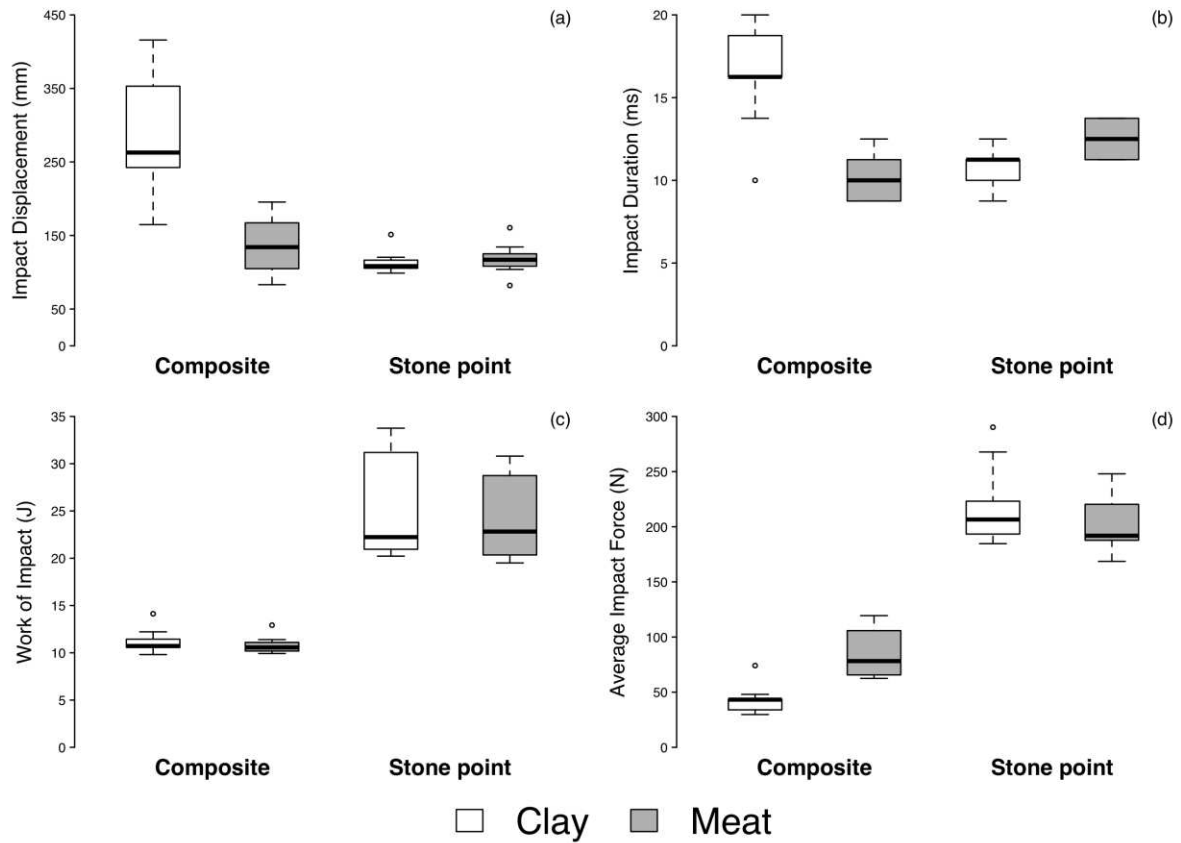 (a)
Impact Displacement (mm)
450
350
250
150
50
0
Composite Stone point
(b)
Impact Duration (ms)
20
15
10
5
0
Composite Stone point
(c)
Work of Impact (J)
35
30
25
20
15
10
5
0
Composite Stone point
(d)
Average Impact Force (N)
300
250
200
150
100
50
0
Composite Stone point
Clay Meat